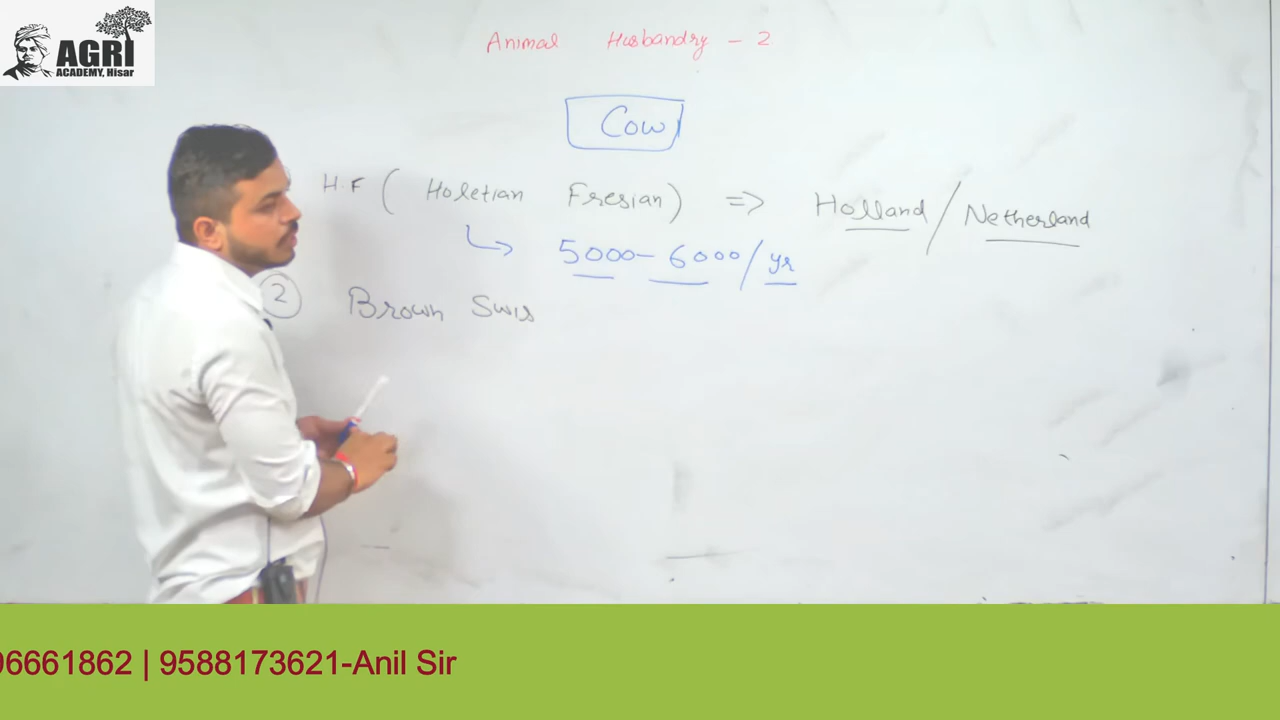 AGRI
ACADEMY, Hisar
Animal Husbandry - 2
Cow
H.F ( Holetian Fresian) => Holland / Netherland
5000 - 6000 / yr
2 Brown Swis
96661862 | 9588173621-Anil Sir